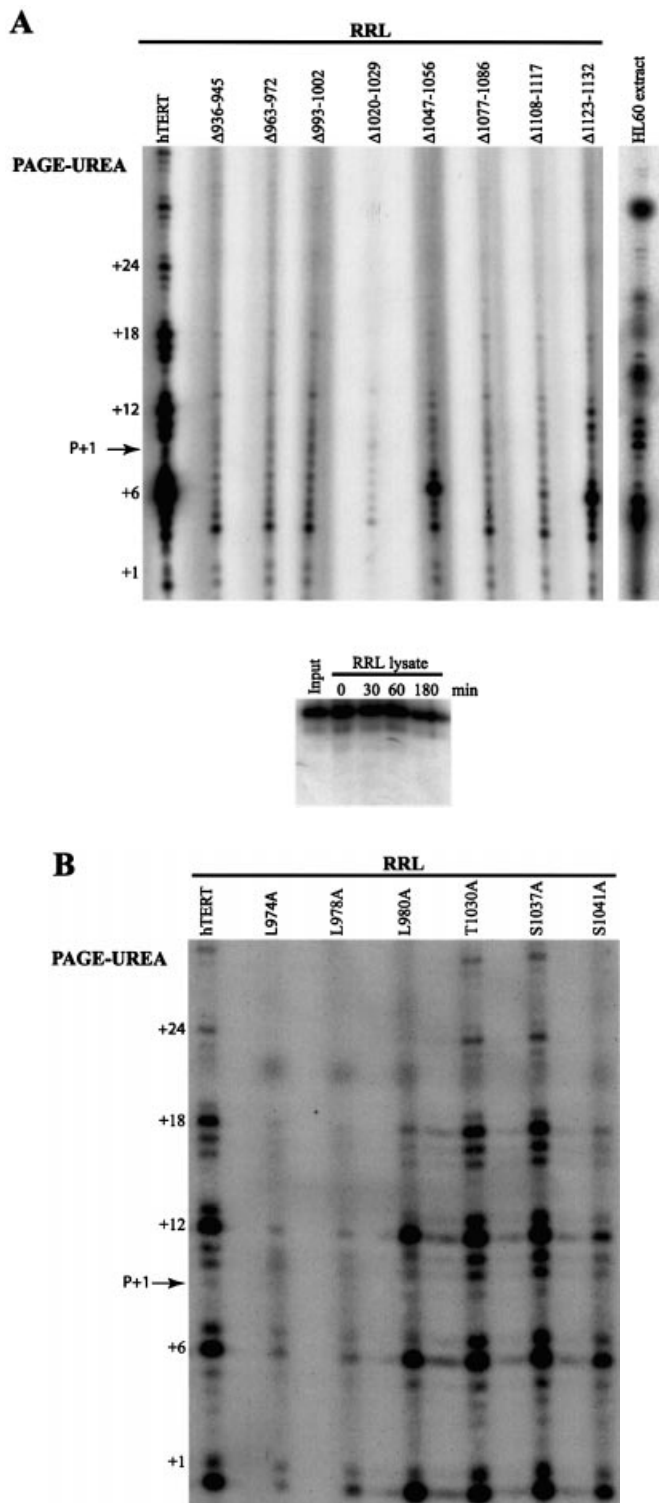 A
RRL
hTERT Δ936-945 Δ963-972 Δ993-1002 Δ1020-1029 Δ1047-1056 Δ1077-1086 Δ1108-1117 Δ1123-1132 HL60 extract
PAGE-UREA
+24
+18
+12
P+1
+6
+1
Input RRL lysate
0 30 60 180 min
B
RRL
hTERT L974A L978A L980A T1030A S1037A S1041A
PAGE-UREA
+24
+18
+12
P+1
+6
+1